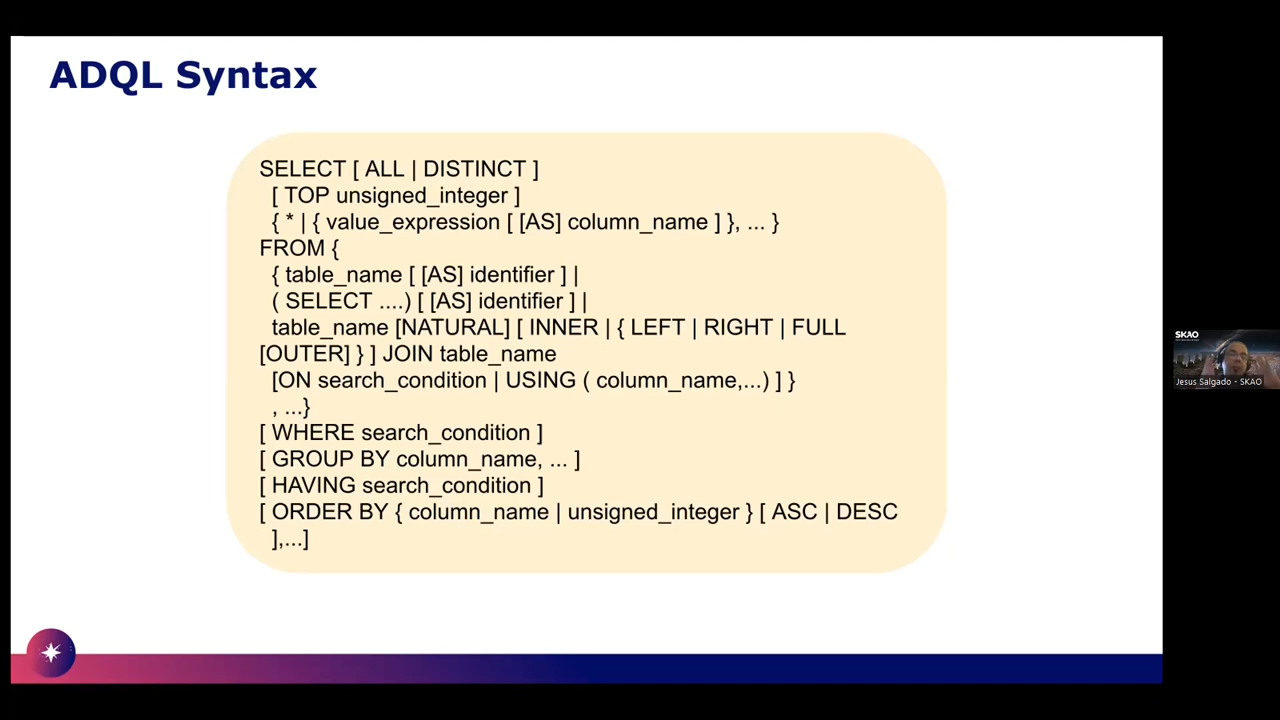 ADQL Syntax
SELECT [ ALL | DISTINCT ]
[ TOP unsigned_integer ]
{ * | { value_expression [ [AS] column_name ] }, ... }
FROM {
{ table_name [ [AS] identifier ] |
( SELECT ....) [ [AS] identifier ] |
table_name [NATURAL] [ INNER | { LEFT | RIGHT | FULL
[OUTER] } ] JOIN table_name
[ON search_condition | USING ( column_name,...) ] }
, ...}
[ WHERE search_condition ]
[ GROUP BY column_name, ... ]
[ HAVING search_condition ]
[ ORDER BY { column_name | unsigned_integer } [ ASC | DESC
],...]
SKAO
Jesus Salgado - SKAO